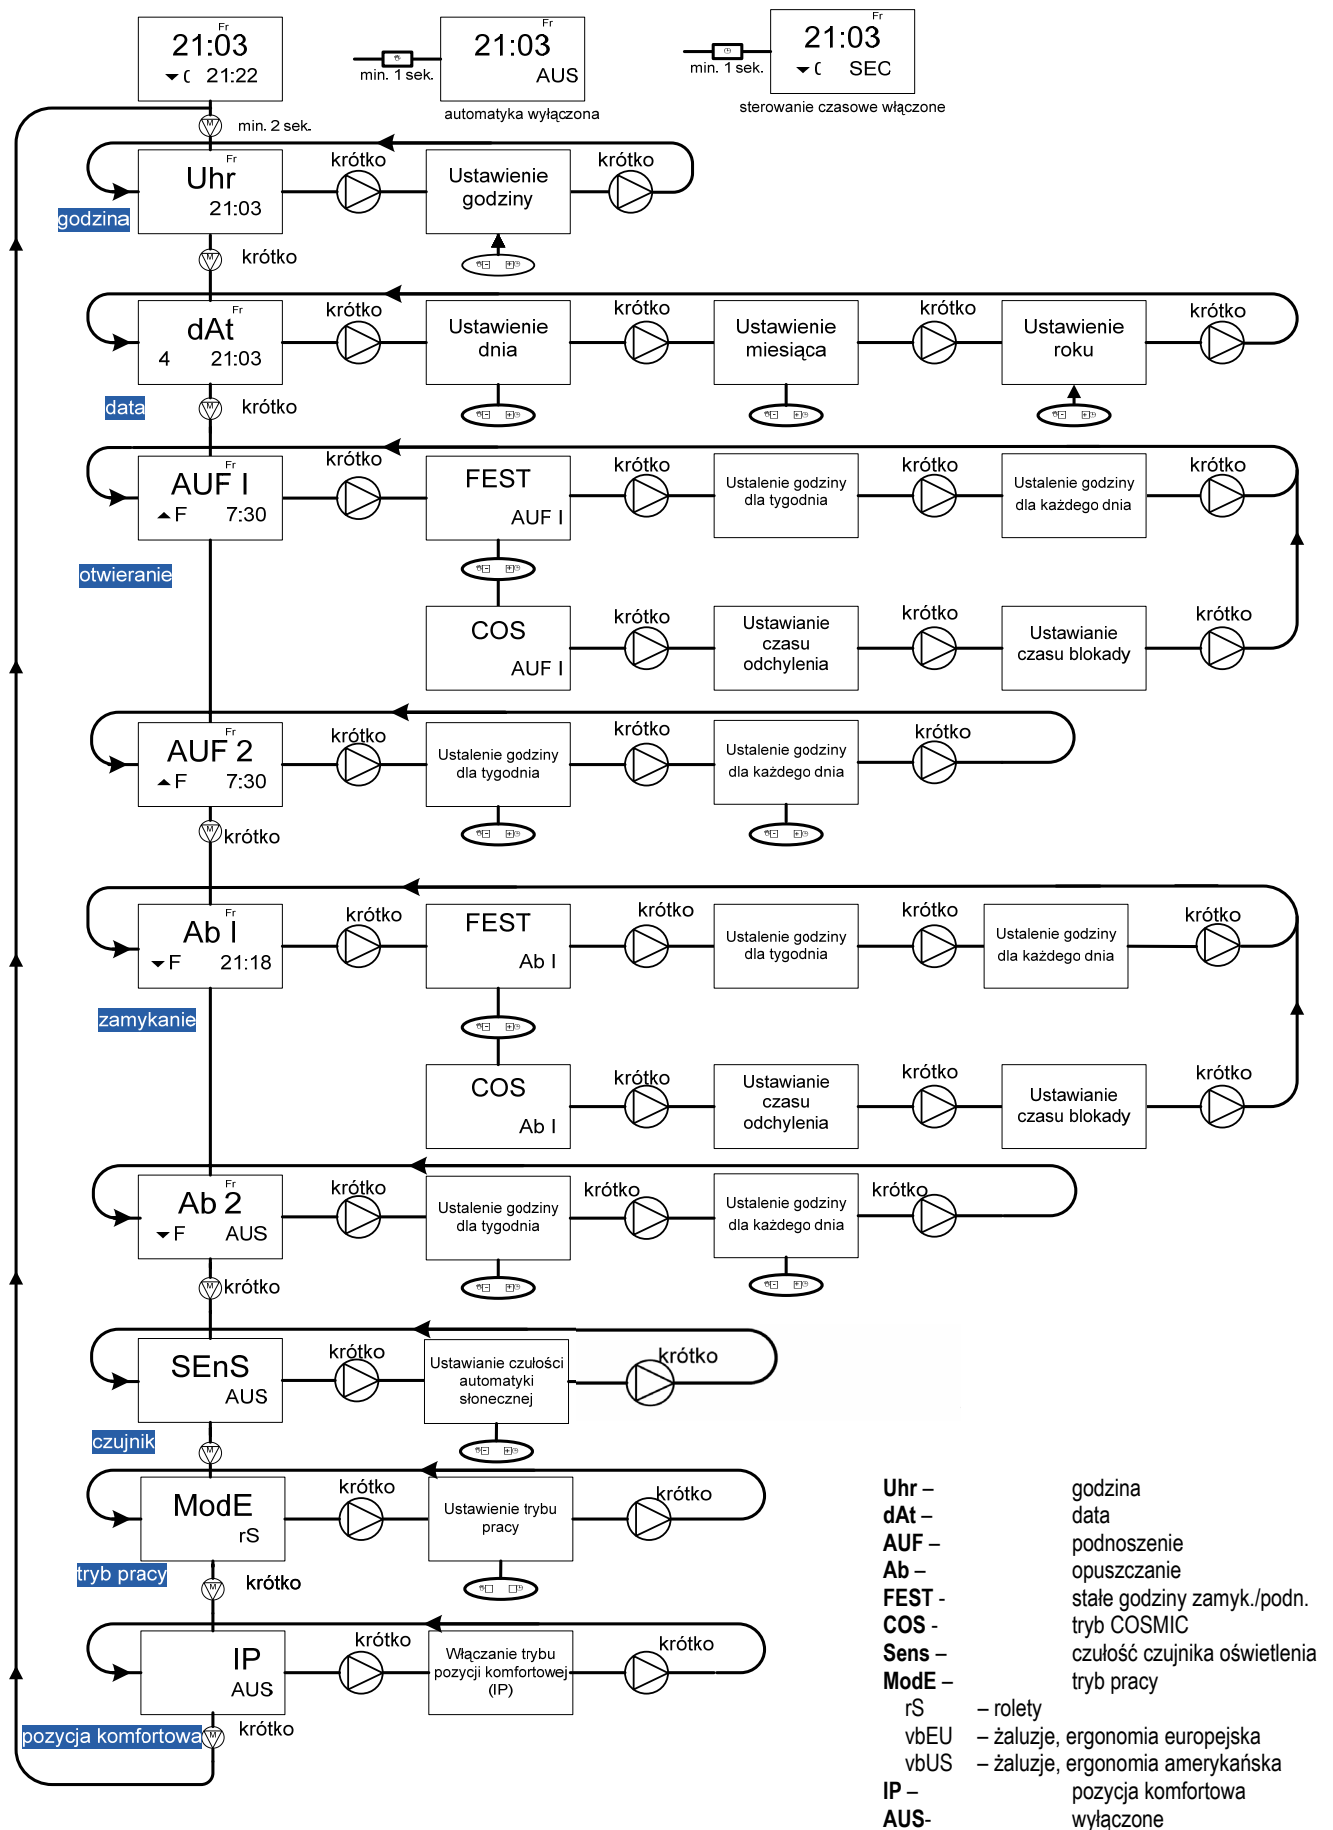 Fr
21:03
21:22
min. 2 sek.
min. 1 sek.
Fr
21:03
AUS
automatyka wyłączona
min. 1 sek.
Fr
21:03
SEC
sterowanie czasowe włączone
Fr
Uhr
21:03
godzina
krótko
Ustawienie
godziny
krótko
krótko
Fr
dAt
4 21:03
data
krótko
Ustawienie
dnia
krótko
Ustawienie
miesiąca
krótko
Ustawienie
roku
krótko
krótko
Fr
AUF I
F 7:30
otwieranie
krótko
FEST
AUF I
krótko
Ustalenie godziny
dla tygodnia
krótko
Ustalenie godziny
dla każdego dnia
krótko
COS
AUF I
krótko
Ustawianie
czasu
odchylenia
krótko
Ustawianie
czasu blokady
krótko
Fr
AUF 2
F 7:30
krótko
Ustalenie godziny
dla tygodnia
krótko
Ustalenie godziny
dla każdego dnia
krótko
krótko
Fr
Ab I
F 21:18
zamykanie
krótko
FEST
Ab I
krótko
Ustalenie godziny
dla tygodnia
krótko
Ustalenie godziny
dla każdego dnia
krótko
COS
Ab I
krótko
Ustawianie
czasu
odchylenia
krótko
Ustawianie
czasu blokady
krótko
Fr
Ab 2
F AUS
krótko
Ustalenie godziny
dla tygodnia
krótko
Ustalenie godziny
dla każdego dnia
krótko
krótko
SEnS
AUS
czujnik
krótko
Ustawianie czułości
automatyki
słonecznej
krótko
ModE
rS
tryb pracy
krótko
Ustawienie trybu
pracy
krótko
krótko
IP
AUS
pozycja komfortowa
krótko
Włączanie trybu
pozycji komfortowej
(IP)
krótko
krótko
Uhr – godzina
dAt – data
AUF – podnoszenie
Ab – opuszczanie
FEST - stałe godziny zamyk./podn.
COS - tryb COSMIC
Sens – czułość czujnika oświetlenia
ModE – tryb pracy
rS – rolety
vbEU – żaluzje, ergonomia europejska
vbUS – żaluzje, ergonomia amerykańska
IP – pozycja komfortowa
AUS- wyłączone